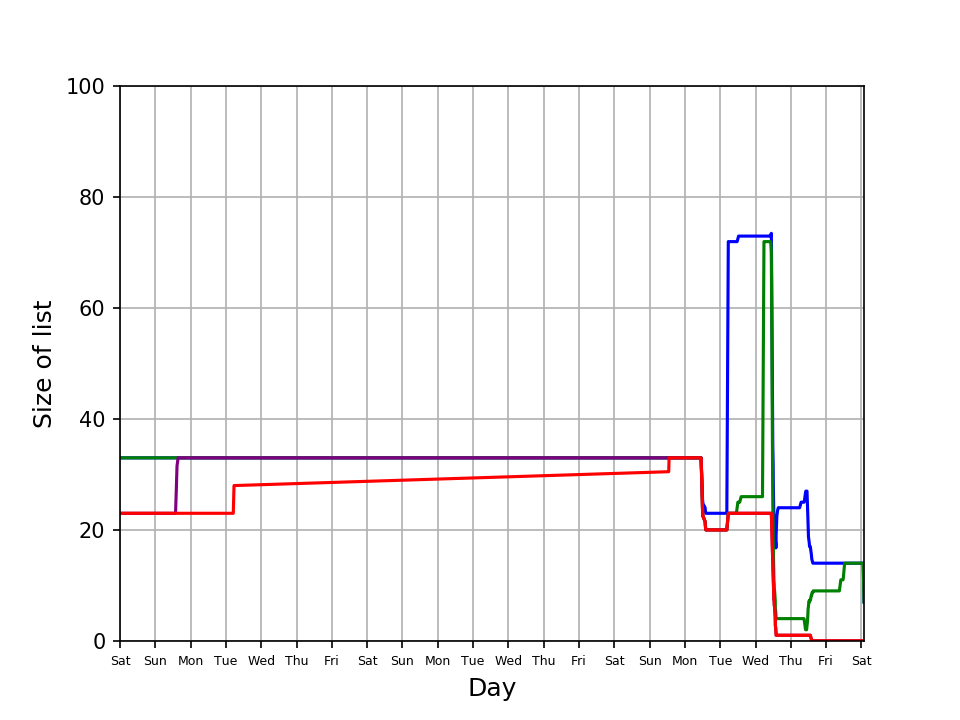 100
80
60
40
20
0
Size of list
Sat Sun Mon Tue Wed Thu Fri Sat Sun Mon Tue Wed Thu Fri Sat Sun Mon Tue Wed Thu Fri Sat
Day